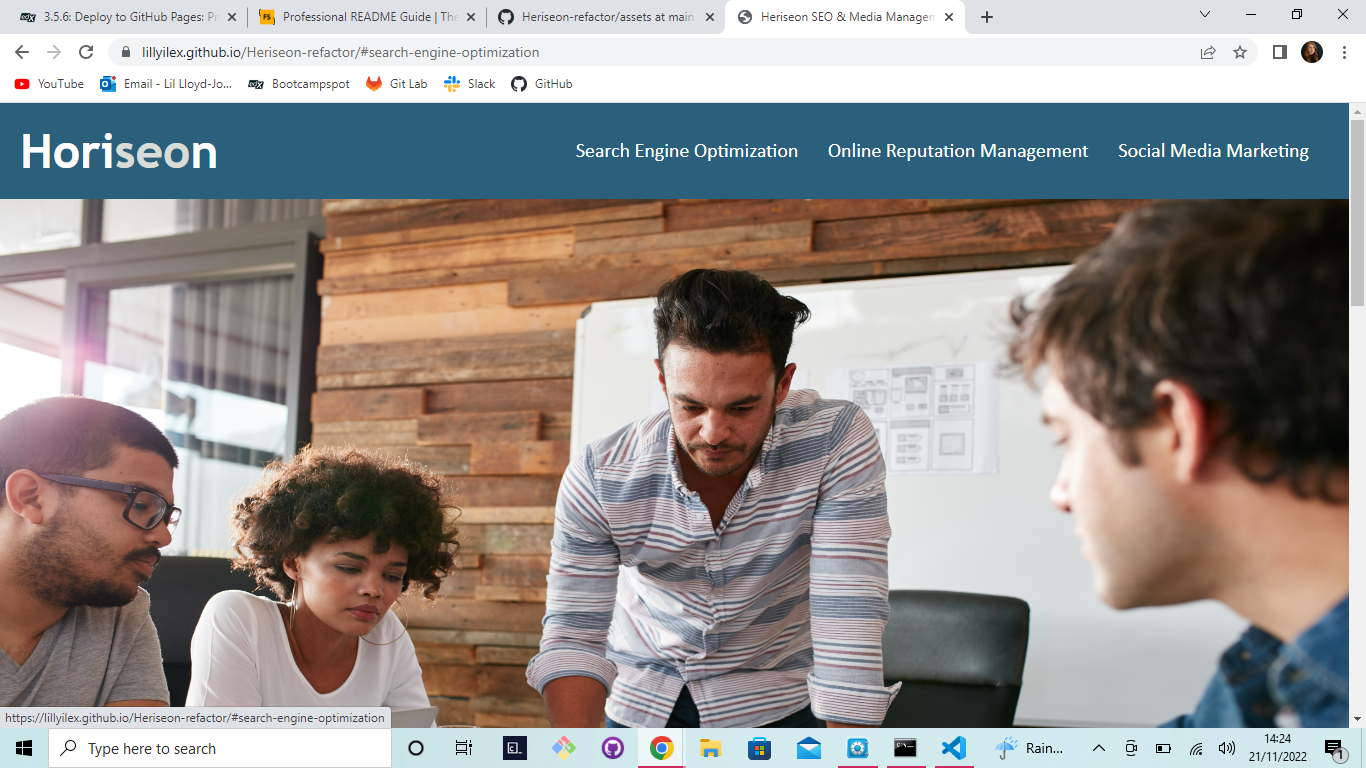 3.5.6: Deploy to GitHub Pages: Pr
Professional README Guide | The
Heriseon-refactor/assets at main
Heriseon SEO & Media Managem
lillyilex.github.io/Heriseon-refactor/#search-engine-optimization
YouTube
Email - Lil Lloyd-Jo...
Bootcampspot
Git Lab
Slack
GitHub
Horiseon
Search Engine Optimization
Online Reputation Management
Social Media Marketing
https://lillyilex.github.io/Heriseon-refactor/#search-engine-optimization
Type here to search
Rain...
14:24
21/11/2022
1